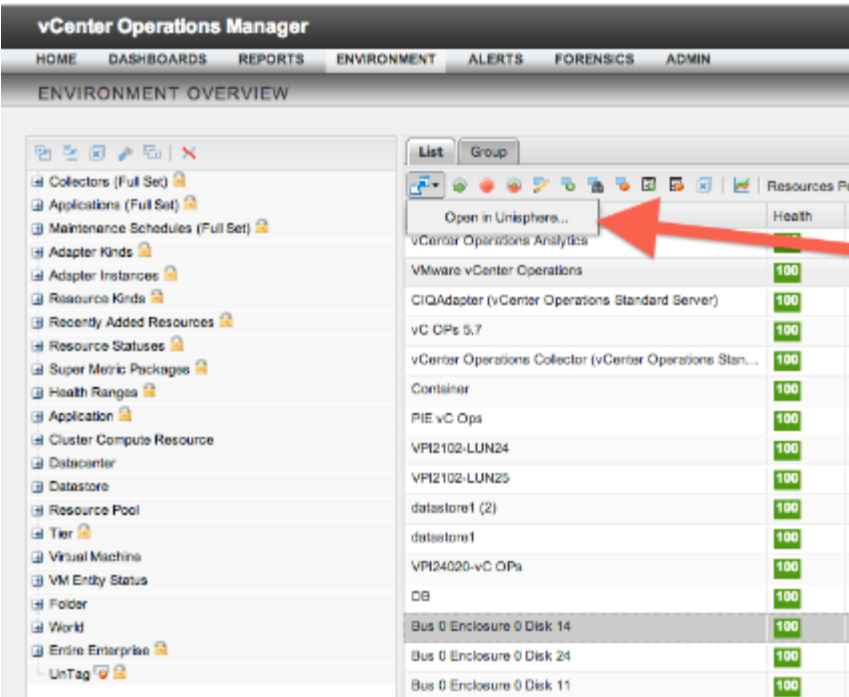 vCenter Operations Manager
HOME DASHBOARDS REPORTS ENVIRONMENT ALERTS FORENSICS ADMIN
ENVIRONMENT OVERVIEW
Collectors (Full Set)
Applications (Full Set)
Maintenance Schedules (Full Set)
Adapter Kinds
Adapter Instances
Resource Kinds
Recently Added Resources
Resource Statuses
Super Metric Packages
Health Ranges
Application
Cluster Compute Resource
Datacenter
Datastore
Resource Pool
Tier
Virtual Machine
VM Entity Status
Folder
World
Entire Enterprise
UnTag
List Group
Resources
Open in Unisphere...
Health
vCenter Operations Analytics
VMware vCenter Operations 100
CIQAdapter (vCenter Operations Standard Server) 100
vC OPs 5.7 100
vCenter Operations Collector (vCenter Operations Stan... 100
Container 100
PIE vC Ops 100
VPI2102-LUN24 100
VPI2102-LUN25 100
datastore1 (2) 100
datastore1 100
VPI24020-vC OPs 100
DB 100
Bus 0 Enclosure 0 Disk 14 100
Bus 0 Enclosure 0 Disk 24 100
Bus 0 Enclosure 0 Disk 11 100